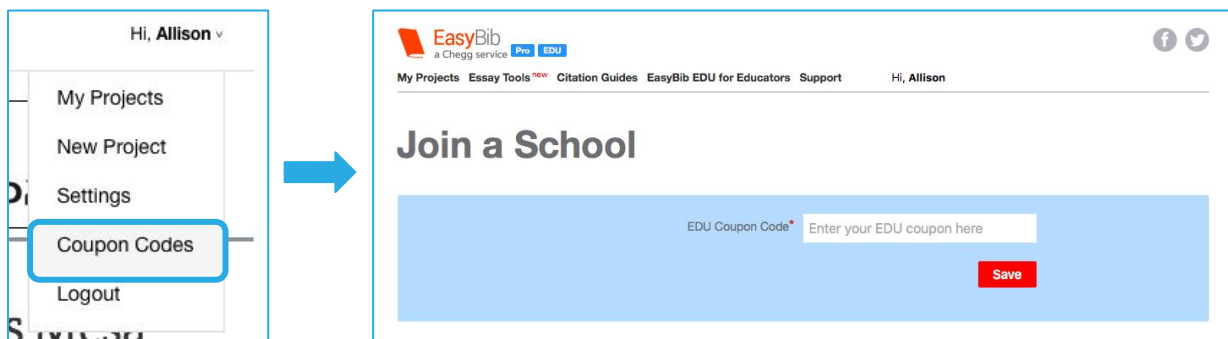 Hi, Allison
My Projects
New Project
Settings
Coupon Codes
Logout
EasyBib
a Chegg service Pro EDU
My Projects Essay Tools new Citation Guides EasyBib EDU for Educators Support Hi, Allison
Join a School
EDU Coupon Code* Enter your EDU coupon here
Save